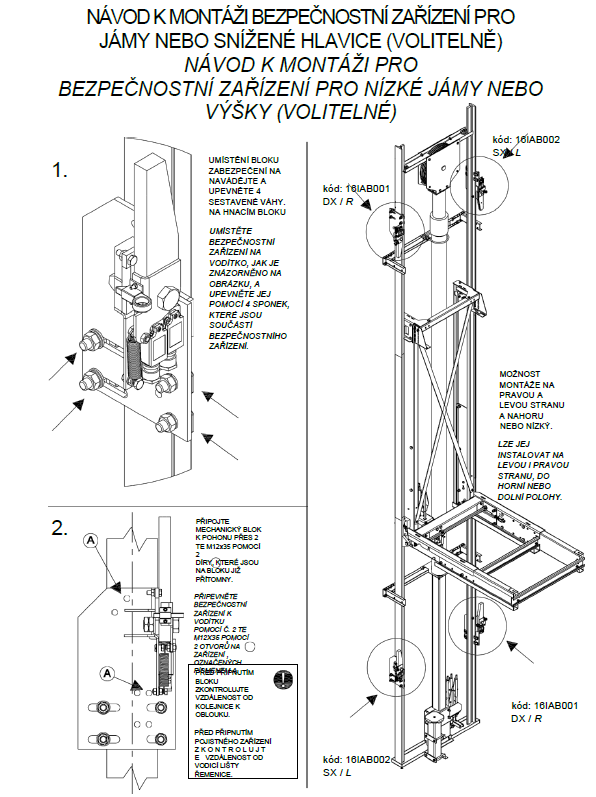 NÁVOD K MONTÁŽI BEZPEČNOSTNÍ ZAŘÍZENÍ PRO
JÁMY NEBO SNÍŽENÉ HLAVICE (VOLITELNĚ)
NÁVOD K MONTÁŽI PRO
BEZPEČNOSTNÍ ZAŘÍZENÍ PRO NÍZKÉ JÁMY NEBO
VÝŠKY (VOLITELNÉ)
1.
UMÍSTĚNÍ BLOKU
ZABEZPEČENÍ NA
NAVÁDĚJTE A
UPEVNĚTE 4
SESTAVENÉ VÁHY.
NA HNACÍM BLOKU
UMÍSTĚTE
BEZPEČNOSTNÍ
ZAŘÍZENÍ NA
VODÍTKO, JAK JE
ZNÁZORNĚNO NA
OBRÁZKU, A
UPEVNĚTE JEJ
POMOCÍ 4 SPONEK,
KTERÉ JSOU
SOUČÁSTÍ
BEZPEČNOSTNÍHO
ZAŘÍZENÍ.
2.
A
A
PŘIPOJTE
MECHANICKÝ BLOK
K POHONU PŘES 2
TE M12x35 POMOCÍ
2
DÍRY, KTERÉ JSOU
NA BLOKU JIŽ
PŘÍTOMNY.
PŘIPEVNĚTE
BEZPEČNOSTNÍ
ZAŘÍZENÍ K
VODÍTKU
POMOCÍ Č. 2 TE
M12X35 POMOCÍ
2 OTVORŮ NA
ZAŘÍZENÍ ,
OZNAČENÝCH
PÍSMENEM A.
PŘED PŘIPNUTÍM
BLOKU
ZKONTROLUJTE
VZDÁLENOST OD
KOLEJNICE K
OBLOUKU.
PŘED PŘIPNUTÍM
POJISTNÉHO ZAŘÍZENÍ
ZKONTROLUJT
E VZDÁLENOST OD
VODICÍ LIŠTY
ŘEMENICE.
kód: 16IAB002
SX / L
kód: 16IAB001
DX / R
MOŽNOST
MONTÁŽE NA
PRAVOU A
LEVOU STRANU
A NAHORU
NEBO NÍZKÝ.
LZE JEJ
INSTALOVAT NA
LEVOU I PRAVOU
STRANU, DO
HORNÍ NEBO
DOLNÍ POLOHY.
kód: 16IAB001
DX / R
kód: 16IAB002
SX / L